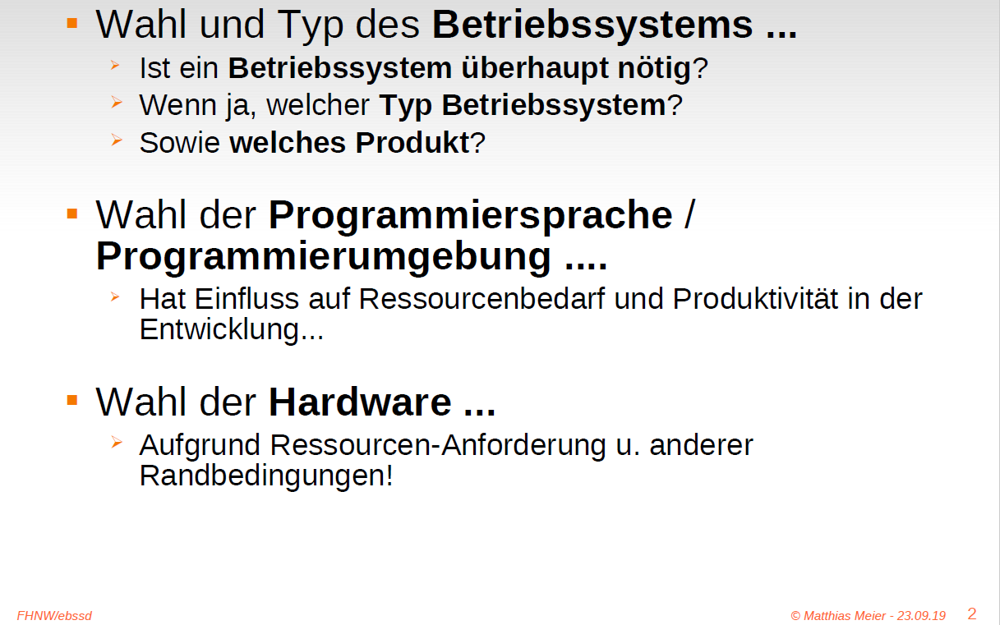 Wahl und Typ des Betriebssystems ...
Ist ein Betriebssystem überhaupt nötig?
Wenn ja, welcher Typ Betriebssystem?
Sowie welches Produkt?
Wahl der Programmiersprache /
Programmierumgebung ....
Hat Einfluss auf Ressourcenbedarf und Produktivität in der
Entwicklung...
Wahl der Hardware ...
Aufgrund Ressourcen-Anforderung u. anderer
Randbedingungen!
FHNW/ebssd
© Matthias Meier - 23.09.19 2